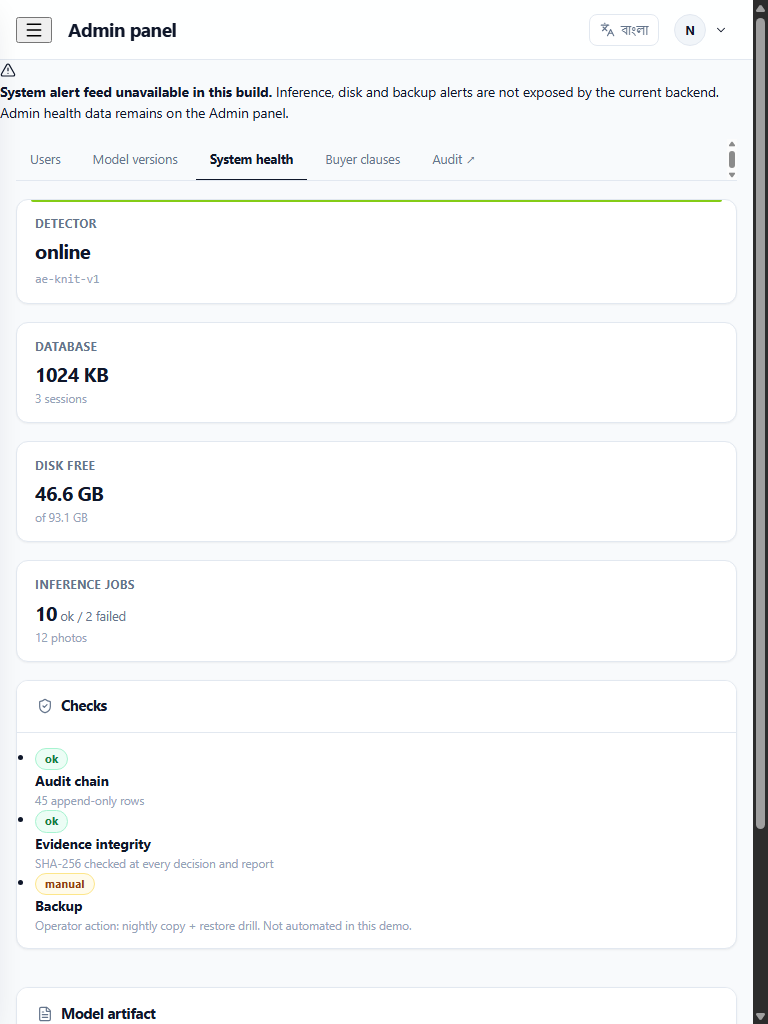 Admin panel
বাংলা
N
System alert feed unavailable in this build. Inference, disk and backup alerts are not exposed by the current backend.
Admin health data remains on the Admin panel.
Users
Model versions
System health
Buyer clauses
Audit ↗
DETECTOR
online
ae-knit-v1
DATABASE
1024 KB
3 sessions
DISK FREE
46.6 GB
of 93.1 GB
INFERENCE JOBS
10 ok / 2 failed
12 photos
Checks
ok
Audit chain
45 append-only rows
ok
Evidence integrity
SHA-256 checked at every decision and report
manual
Backup
Operator action: nightly copy + restore drill. Not automated in this demo.
Model artifact